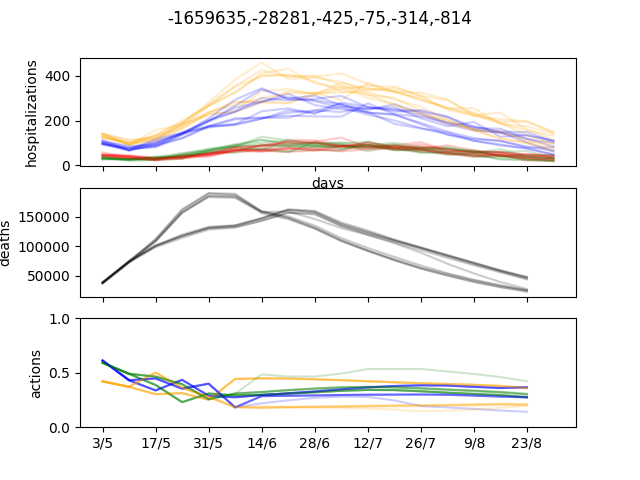 -1659635,-28281,-425,-75,-314,-814
hospitalizations
400
200
0
days
deaths
150000
100000
50000
actions
1.0
0.5
0.0
3/5 17/5 31/5 14/6 28/6 12/7 26/7 9/8 23/8